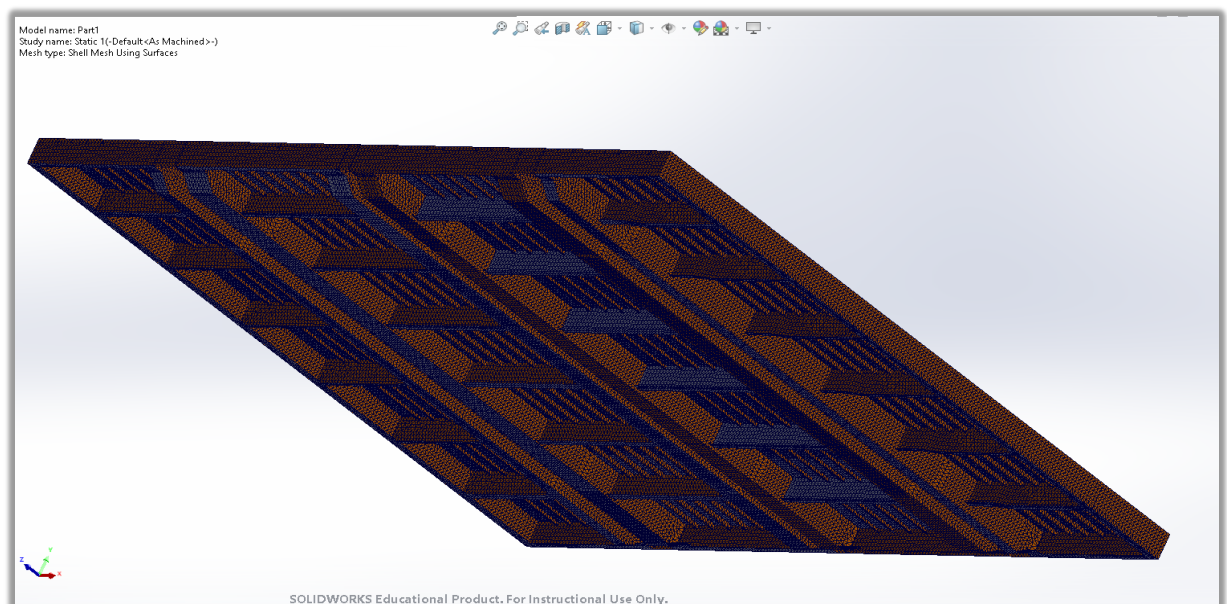 Model name: Part1
Study name: Static 1(-Default<As Machined>-)
Mesh type: Shell Mesh Using Surfaces
Y
Z
X
SOLIDWORKS Educational Product. For Instructional Use Only.